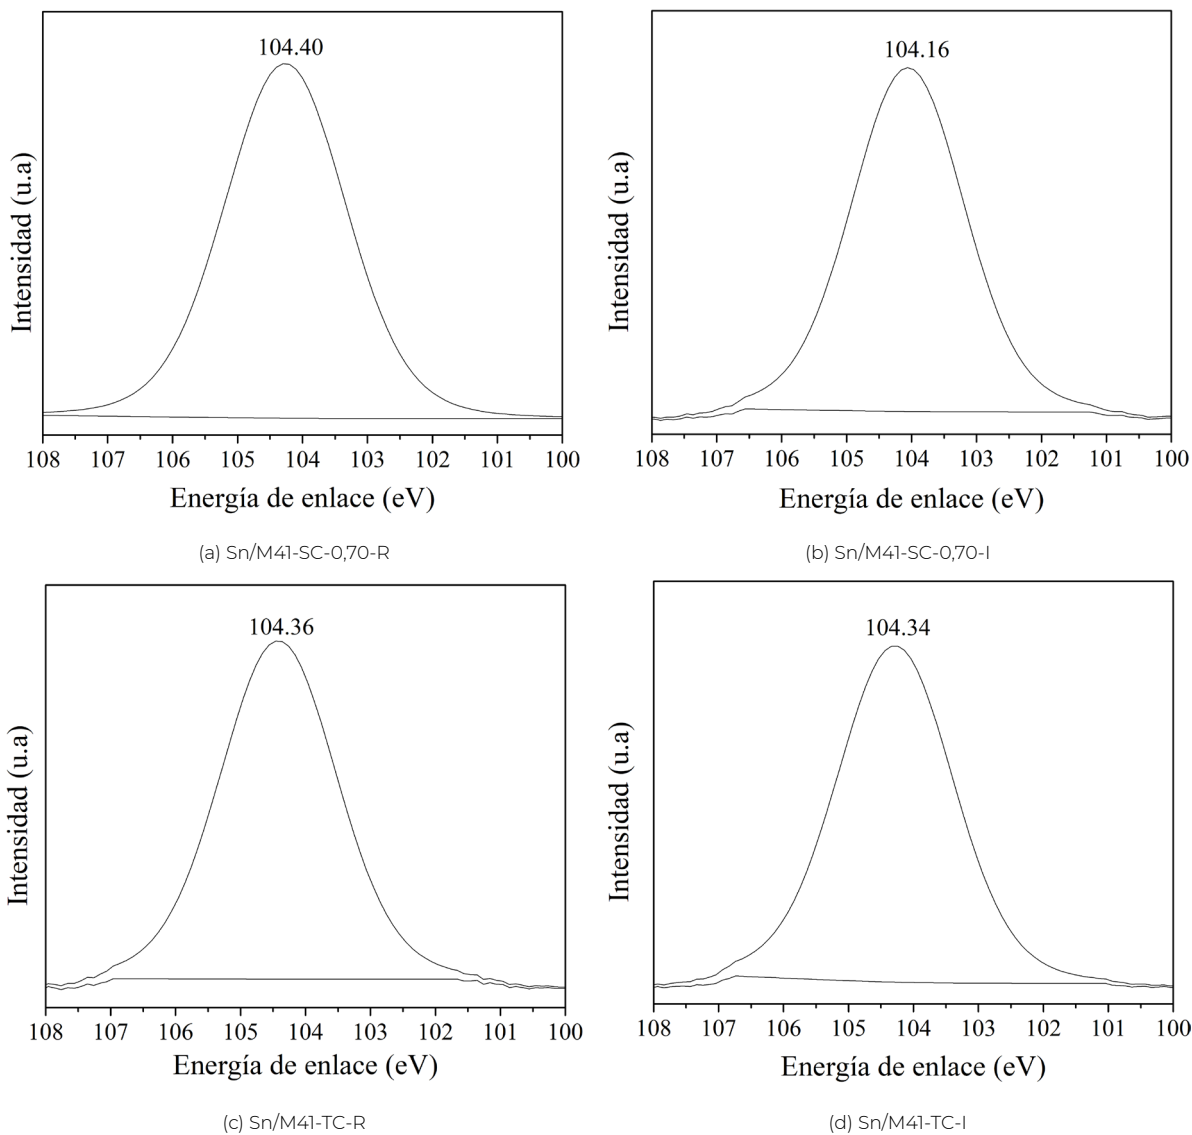 104.40
Intensidad (u.a)
108 107 106 105 104 103 102 101 100
Energía de enlace (eV)
(a) Sn/M41-SC-0,70-R
104.16
Intensidad (u.a)
108 107 106 105 104 103 102 101 100
Energía de enlace (eV)
(b) Sn/M41-SC-0,70-I
104.36
Intensidad (u.a)
108 107 106 105 104 103 102 101 100
Energía de enlace (eV)
(c) Sn/M41-TC-R
104.34
Intensidad (u.a)
108 107 106 105 104 103 102 101 100
Energía de enlace (eV)
(d) Sn/M41-TC-I